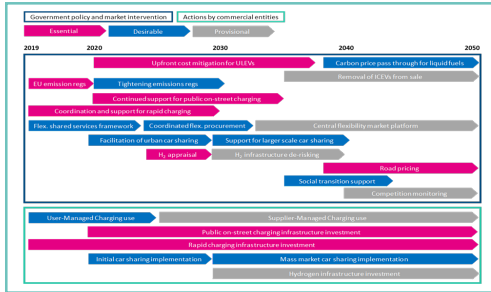 Government policy and market intervention
Actions by commercial entities
Essential
Desirable
Provisional
2019
2020
2030
2040
2050
Upfront cost mitigation for ULEVs
Carbon price pass through for liquid fuels
Removal of ICEVs from sale
EU emission regs
Tightening emissions regs
Continued support for public on-street charging
Coordination and support for rapid charging
Flex. shared services framework
Coordinated flex. procurement
Central flexibility market platform
Facilitation of urban car sharing
Support for larger scale car sharing
H₂ appraisal
H₂ infrastructure de-risking
Road pricing
Social transition support
Competition monitoring
User-Managed Charging use
Supplier-Managed Charging use
Public on-street charging infrastructure investment
Rapid charging infrastructure investment
Initial car sharing implementation
Mass market car sharing implementation
Hydrogen infrastructure investment